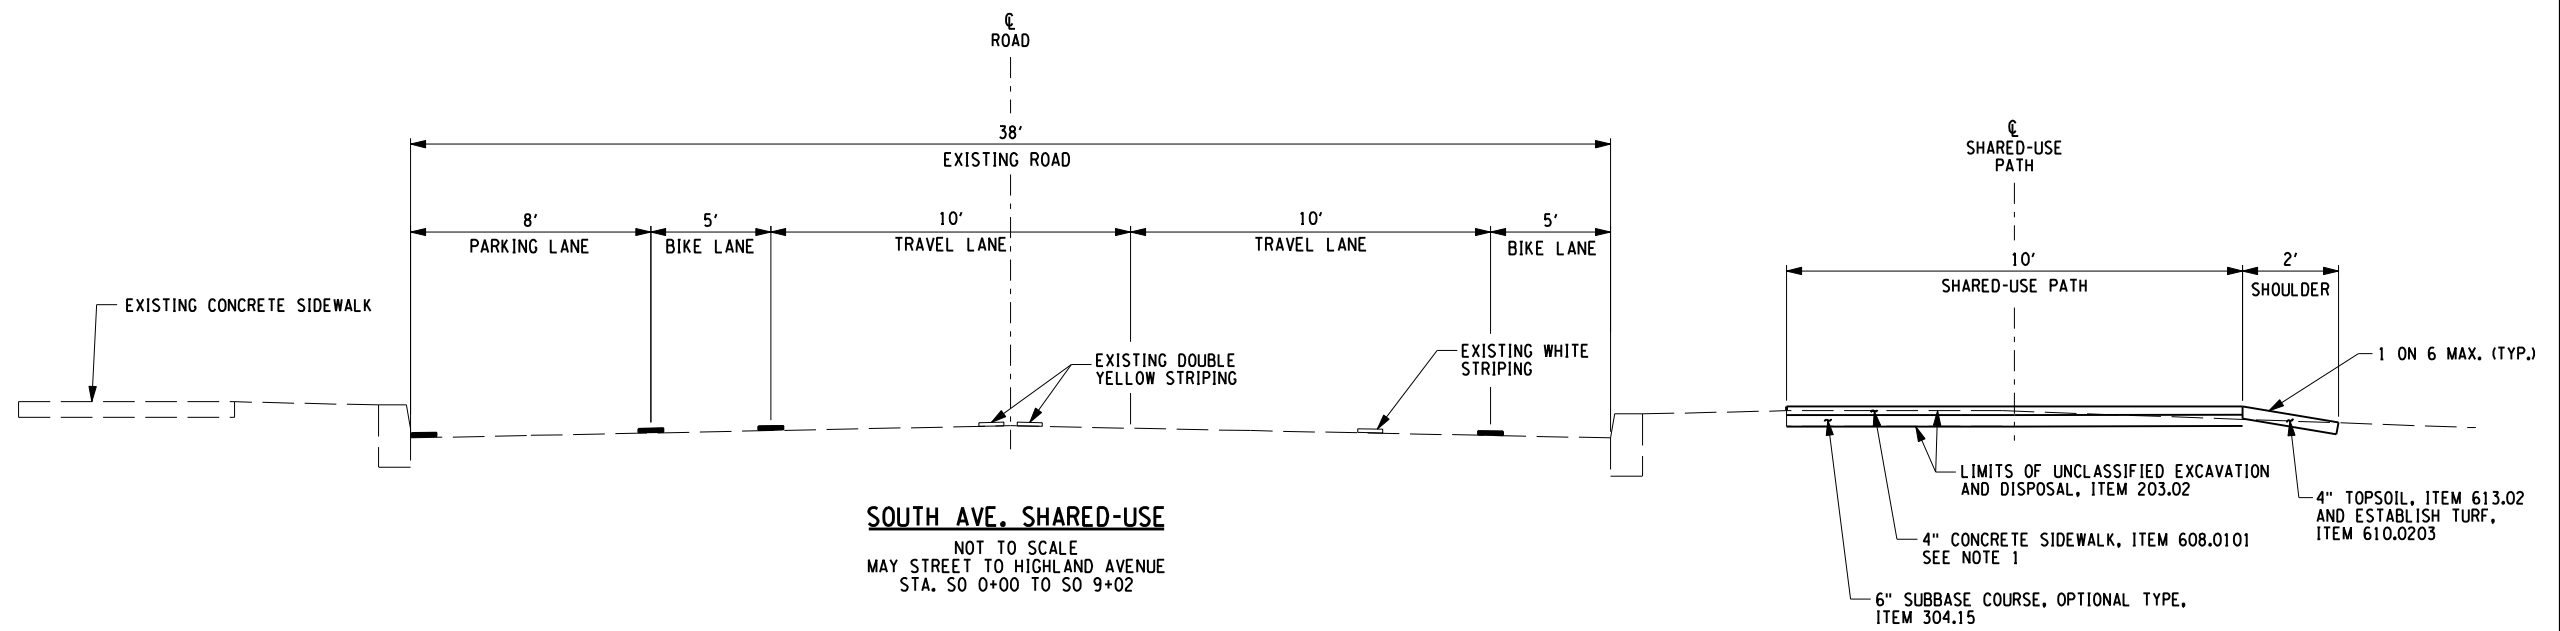 ℄
ROAD
38'
EXISTING ROAD
℄
SHARED-USE
PATH
8'
PARKING LANE
5'
BIKE LANE
10'
TRAVEL LANE
10'
TRAVEL LANE
5'
BIKE LANE
10'
SHARED-USE PATH
2'
SHOULDER
EXISTING CONCRETE SIDEWALK
EXISTING DOUBLE
YELLOW STRIPING
EXISTING WHITE
STRIPING
1 ON 6 MAX. (TYP.)
LIMITS OF UNCLASSIFIED EXCAVATION
AND DISPOSAL, ITEM 203.02
4" TOPSOIL, ITEM 613.02
AND ESTABLISH TURF,
ITEM 610.0203
4" CONCRETE SIDEWALK, ITEM 608.0101
SEE NOTE 1
6" SUBBASE COURSE, OPTIONAL TYPE,
ITEM 304.15
SOUTH AVE. SHARED-USE
NOT TO SCALE
MAY STREET TO HIGHLAND AVENUE
STA. SO 0+00 TO SO 9+02